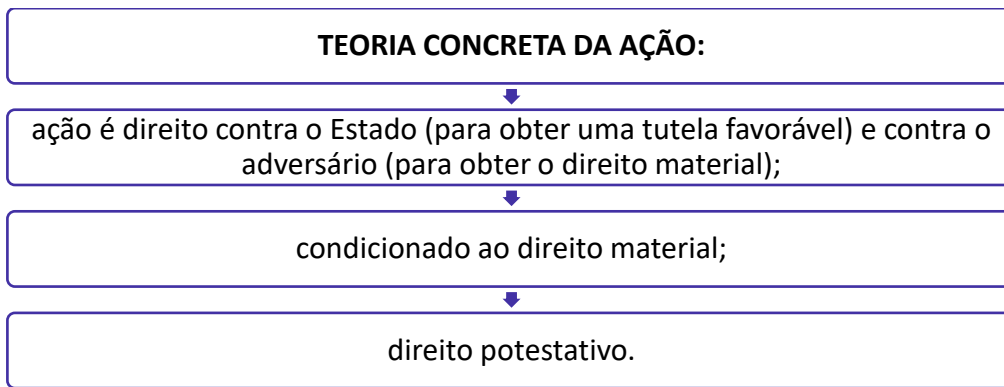 TEORIA CONCRETA DA AÇÃO:
ação é direito contra o Estado (para obter uma tutela favorável) e contra o
adversário (para obter o direito material);
condicionado ao direito material;
direito potestativo.